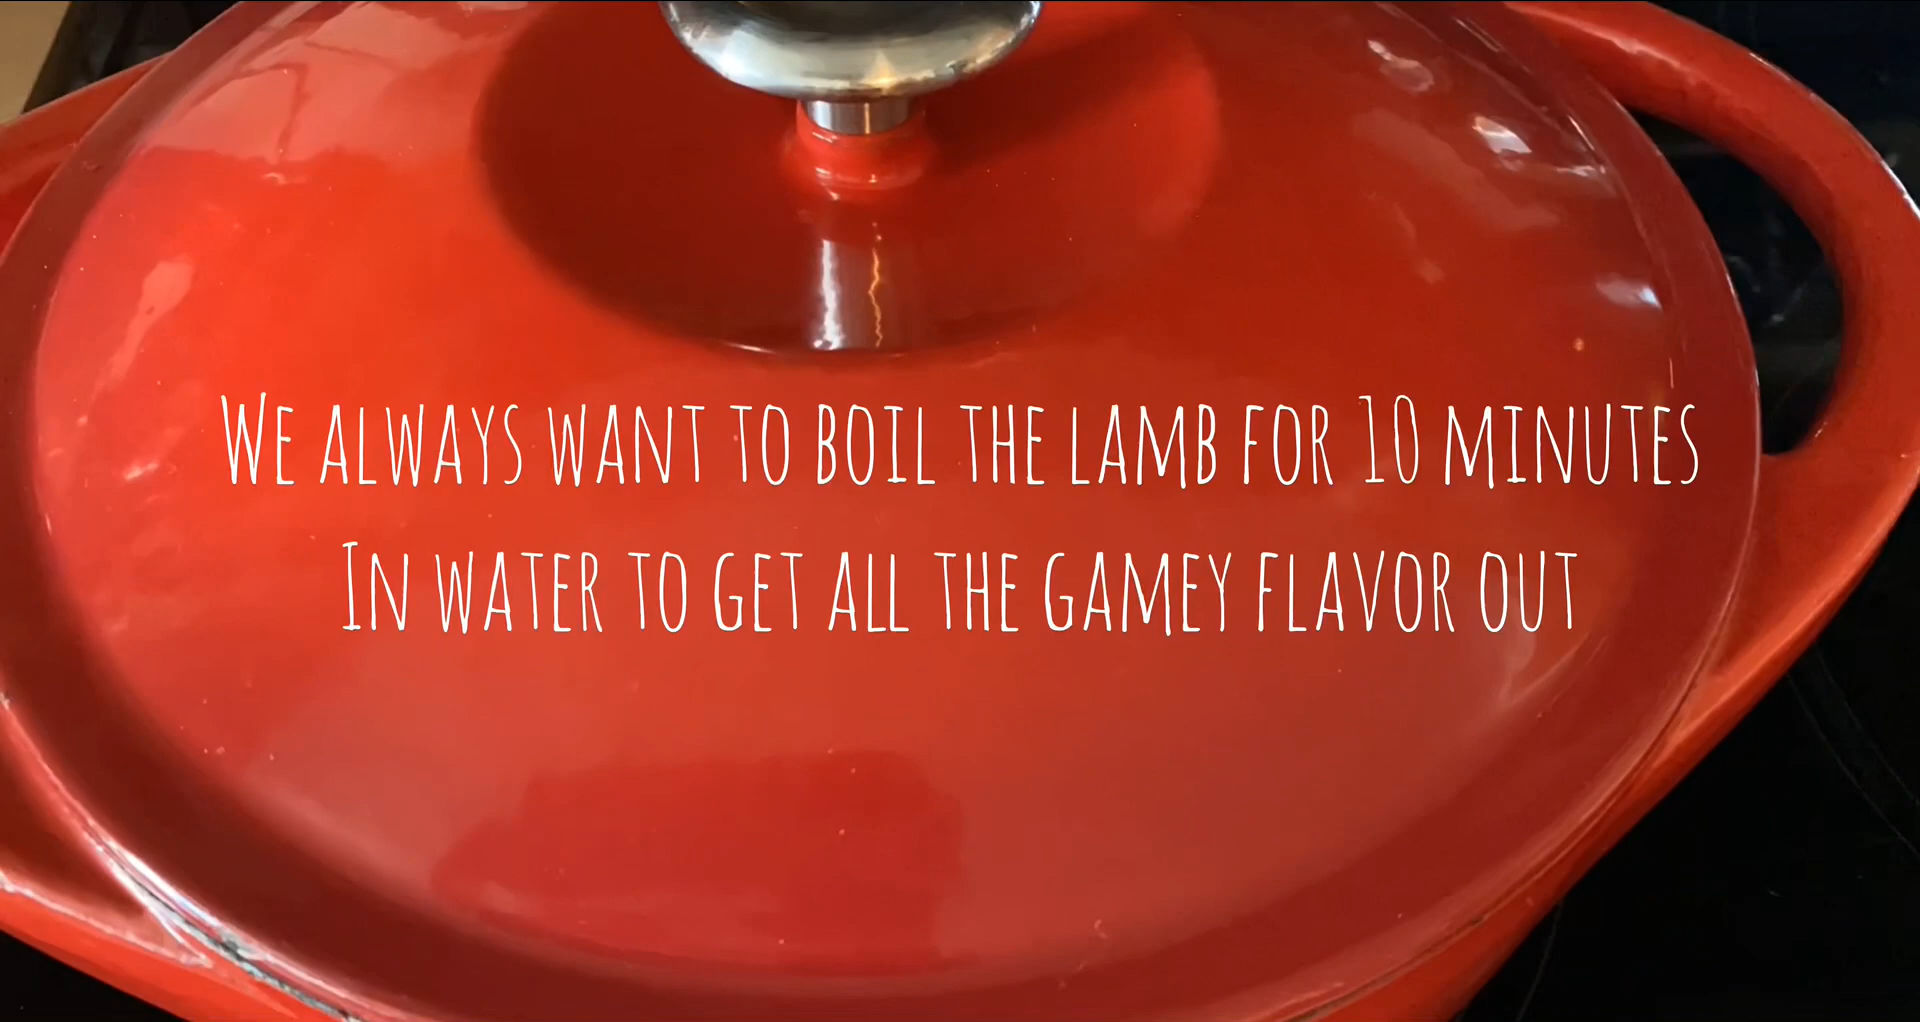 We always want to boil the lamb for 10 minutes
In water to get all the gamey flavor out